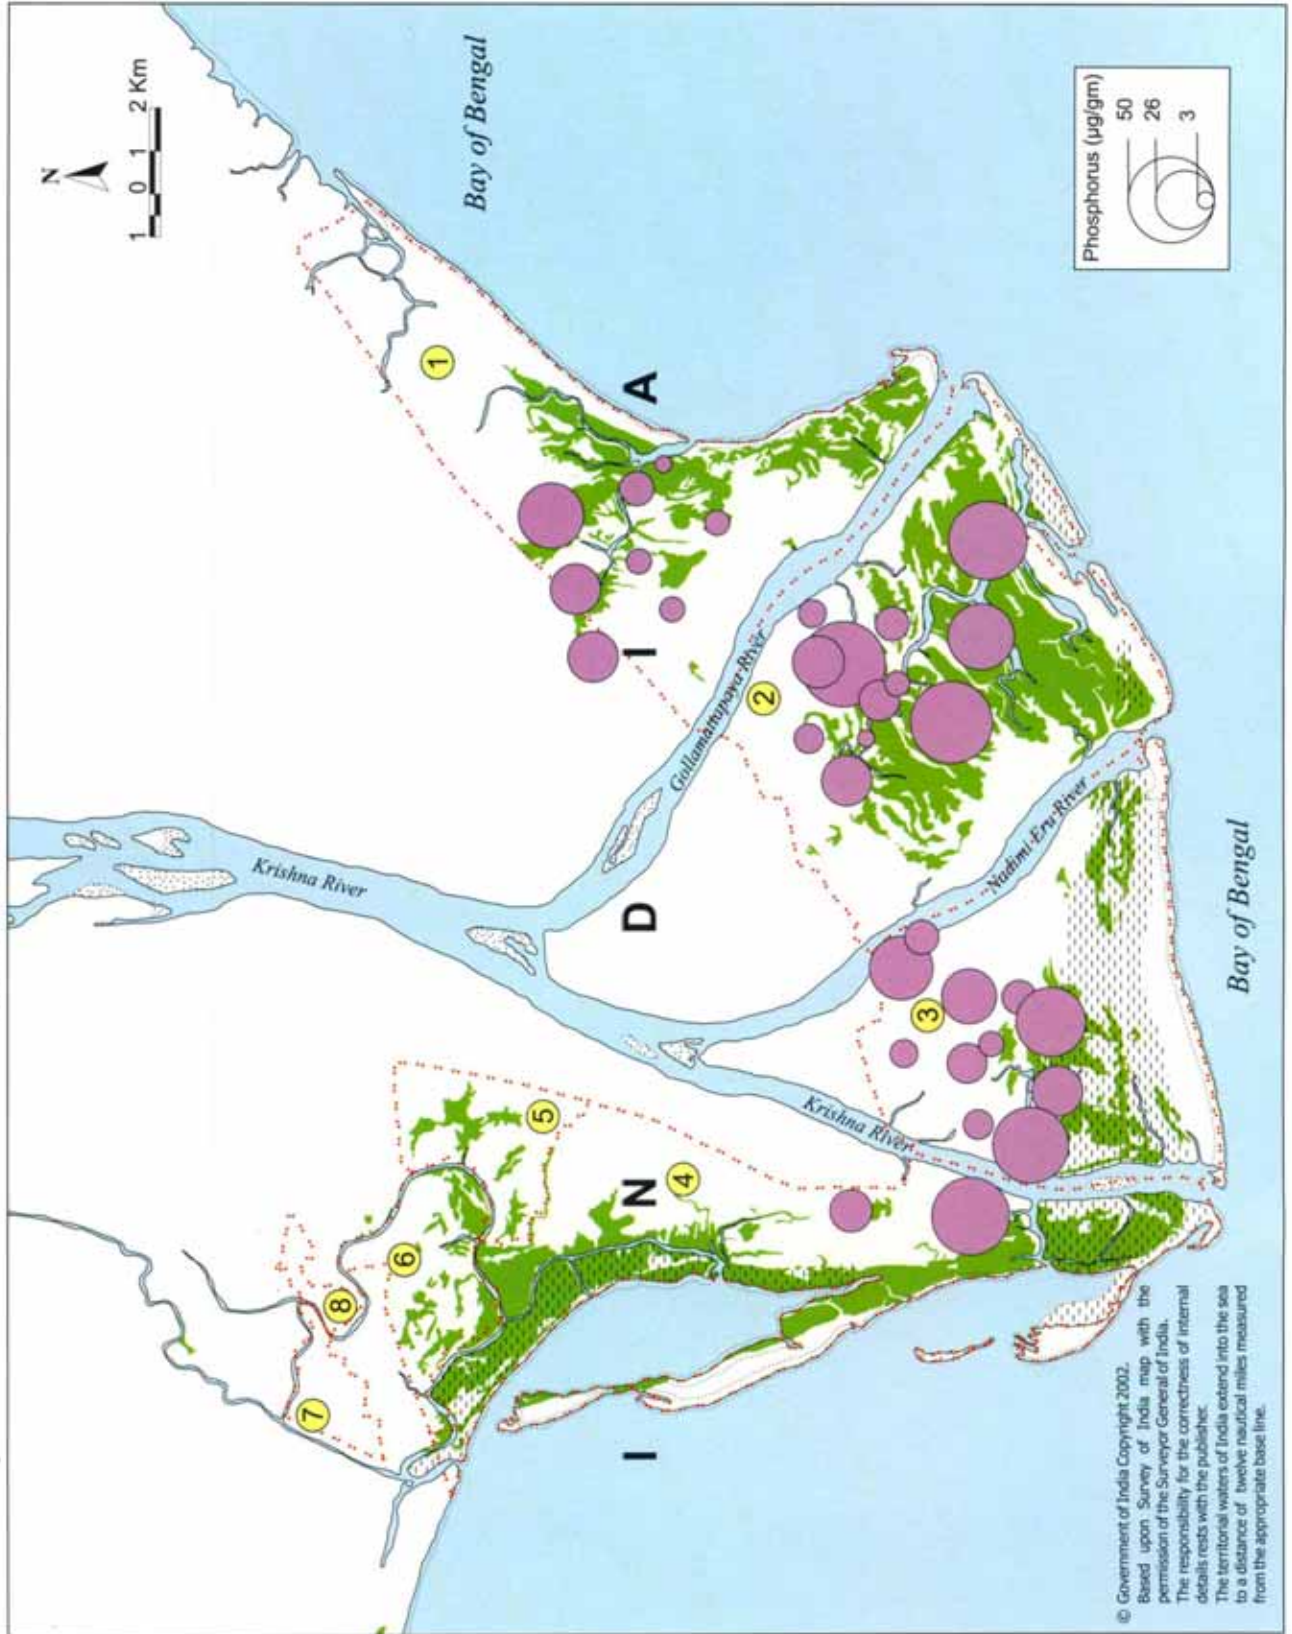 N
1 0 1 2 Km
Bay of Bengal
Krishna River
Gollamattapaya River
Nadimi Eru River
Krishna River
Bay of Bengal
I N D I A
1
2
3
4
5
6
7
8
Phosphorus (µg/gm)
50
26
3
© Government of India Copyright 2002.
Based upon Survey of India map with the
permission of the Surveyor General of India.
The responsibility for the correctness of internal
details rests with the publisher.
The territorial waters of India extend into the sea
to a distance of twelve nautical miles measured
from the appropriate base line.